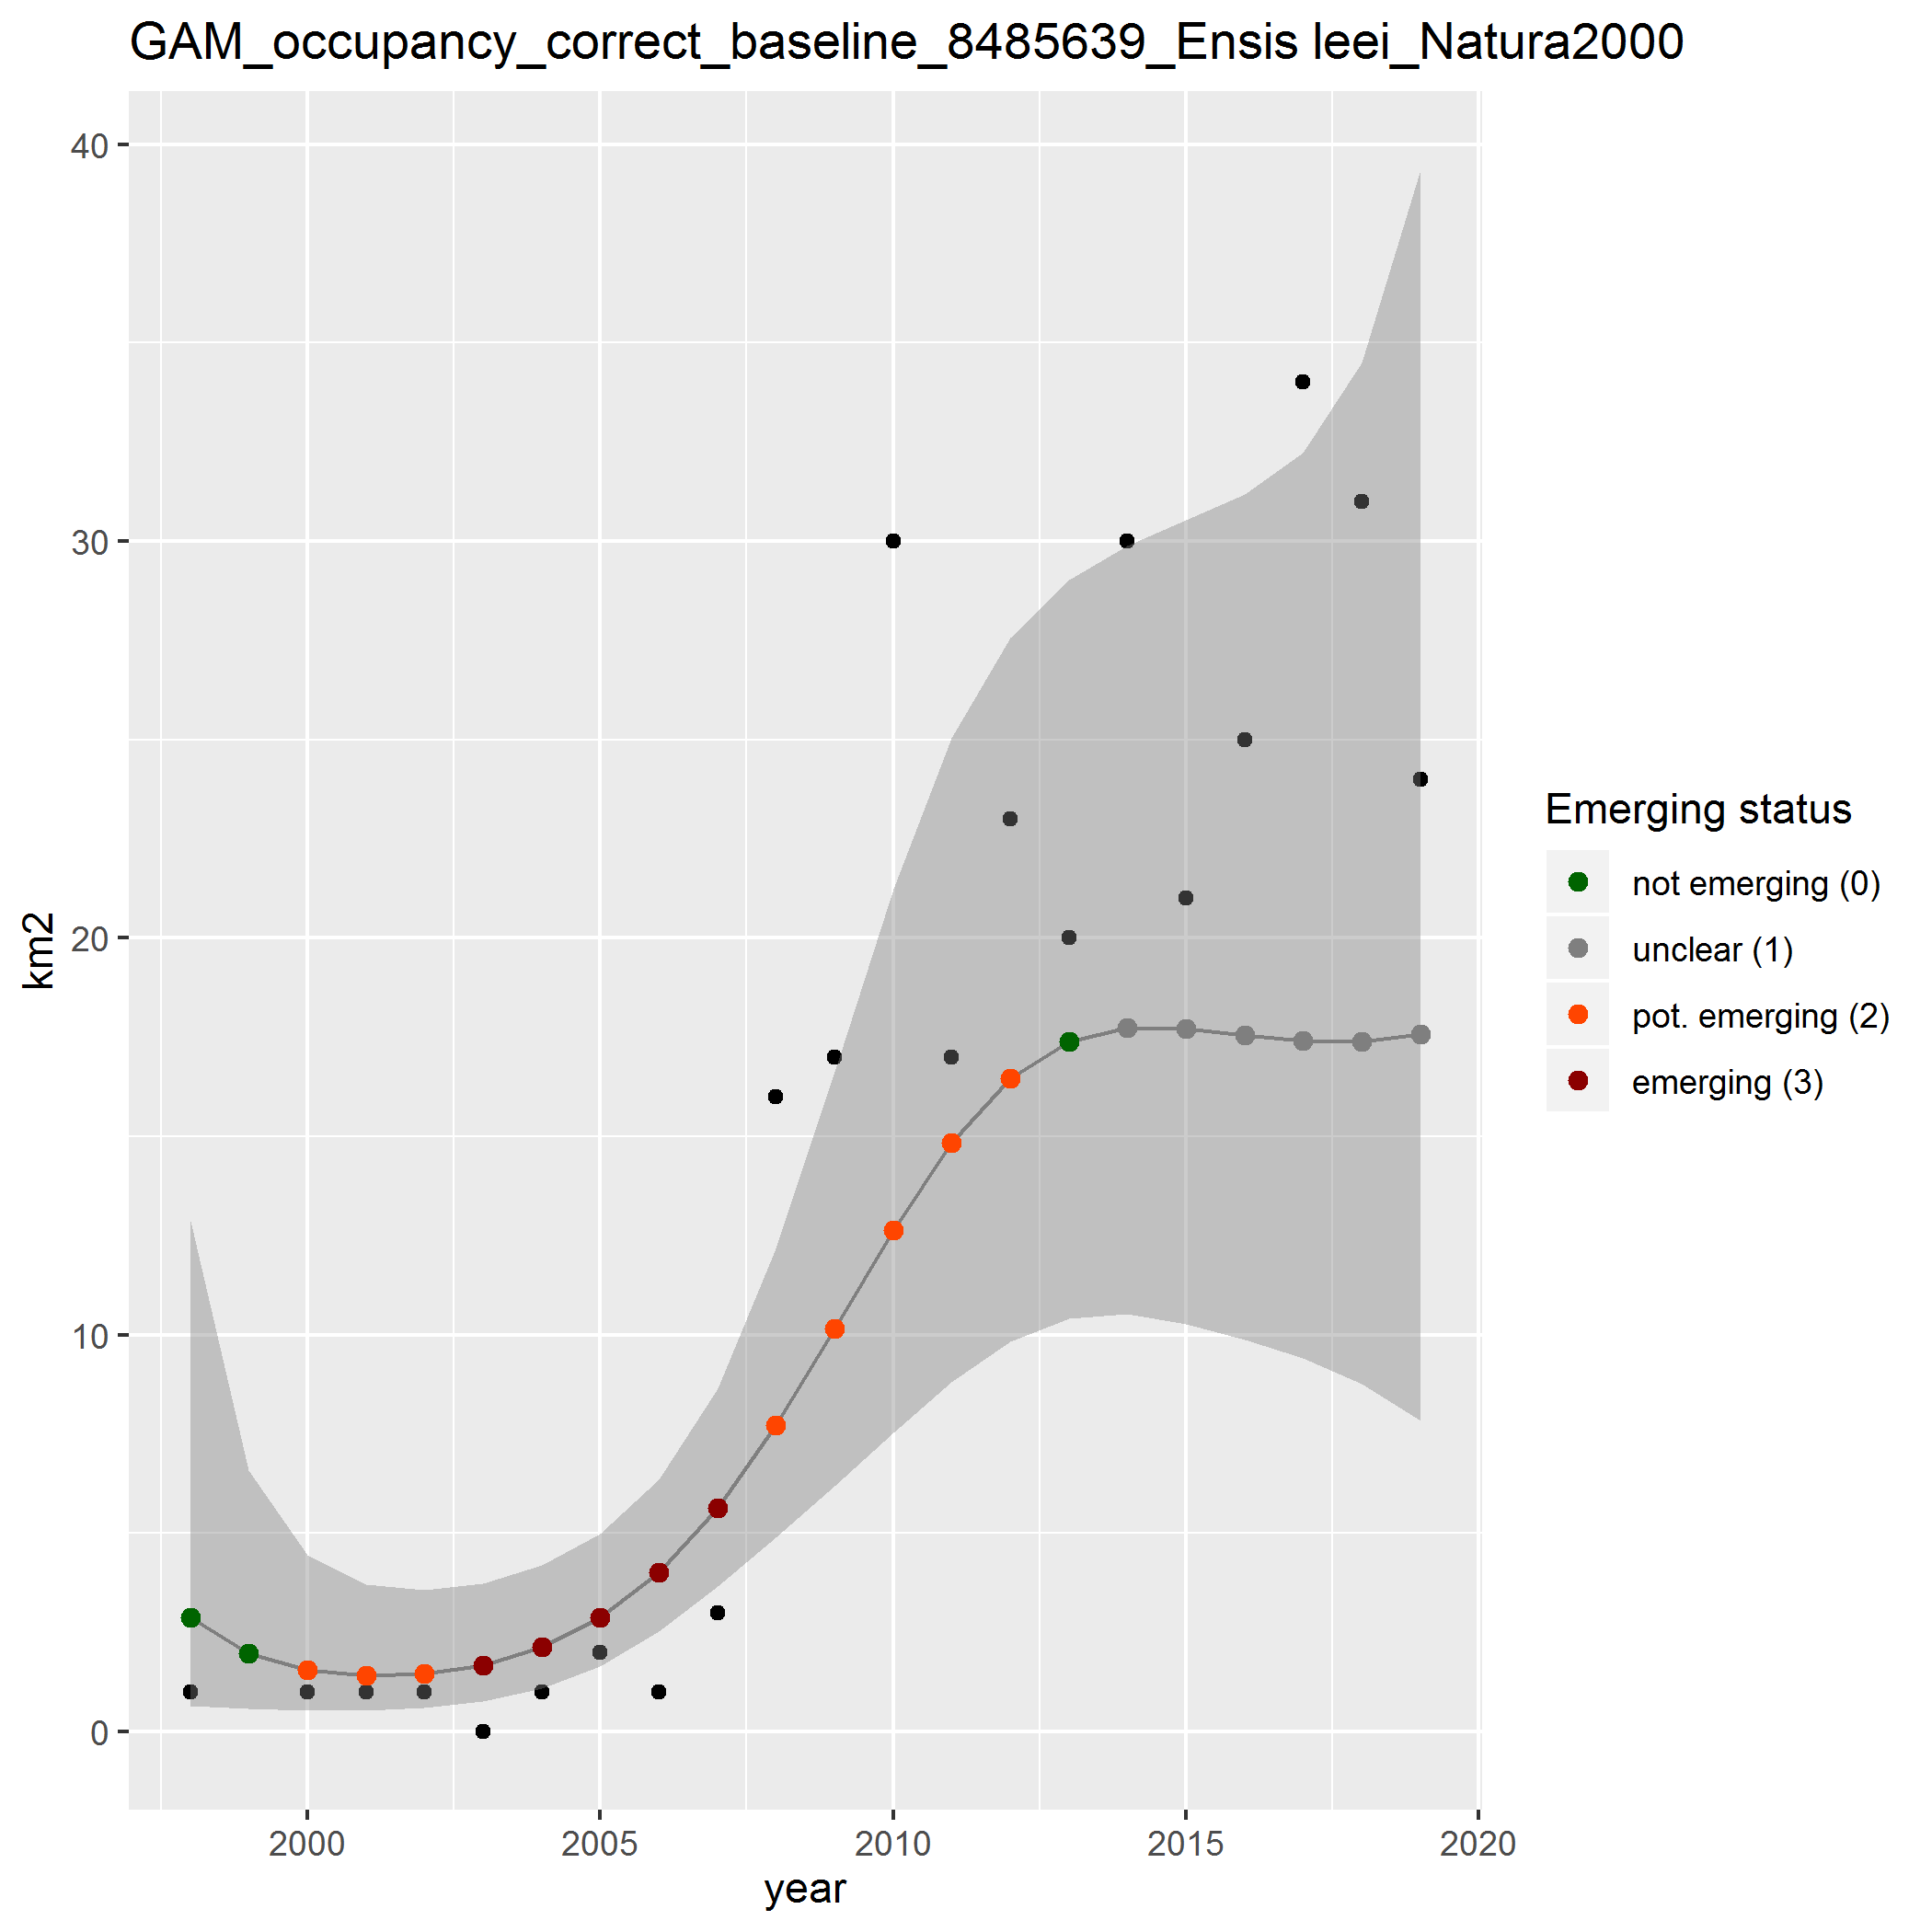 GAM_occupancy_correct_baseline_8485639_Ensis leei_Natura2000
40
30
20
10
0
km2
2000 2005 2010 2015 2020
year
Emerging status
not emerging (0)
unclear (1)
pot. emerging (2)
emerging (3)